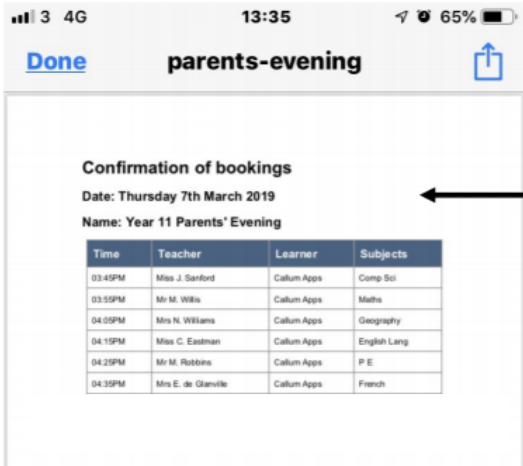 3 4G 13:35 65%
Done parents-evening
Confirmation of bookings
Date: Thursday 7th March 2019
Name: Year 11 Parents' Evening
Time Teacher Learner Subjects
03:45PM Miss J. Sanford Callum Apps Comp Sci
03:55PM Mr M. Willis Callum Apps Maths
04:05PM Mrs N. Williams Callum Apps Geography
04:15PM Miss C. Eastman Callum Apps English Lang
04:25PM Mr M. Robbins Callum Apps P E
04:35PM Mrs E. de Glanville Callum Apps French